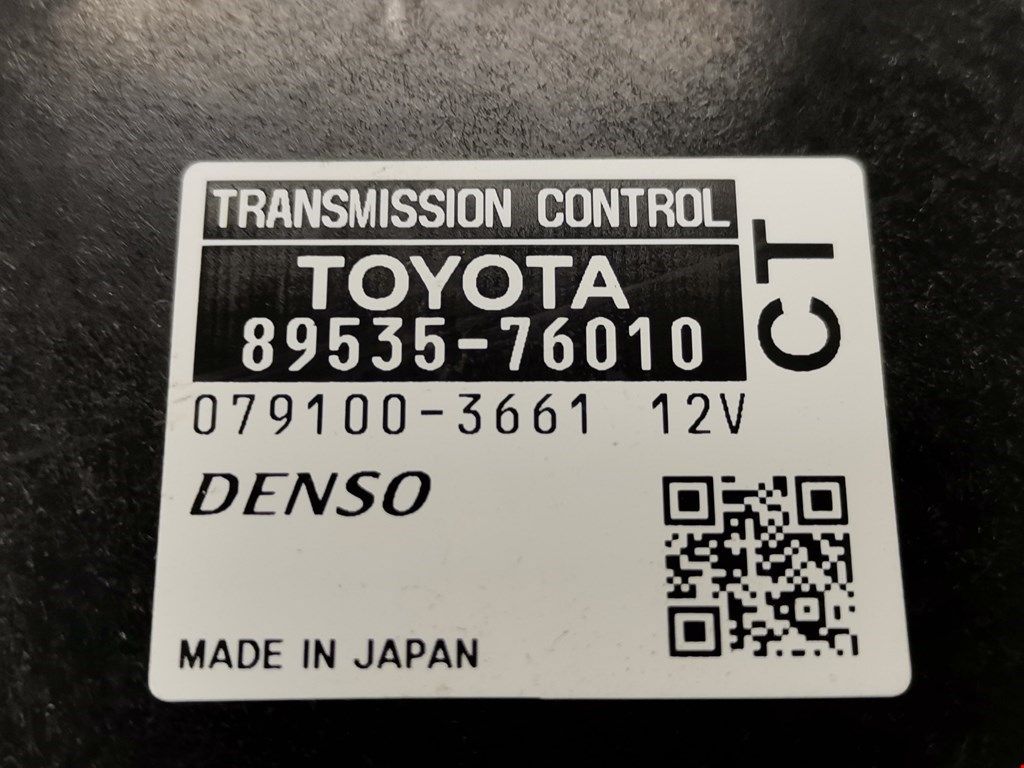 TRANSMISSION CONTROL
TOYOTA
89535-76010
CT
079100-3661 12V
DENSO
MADE IN JAPAN